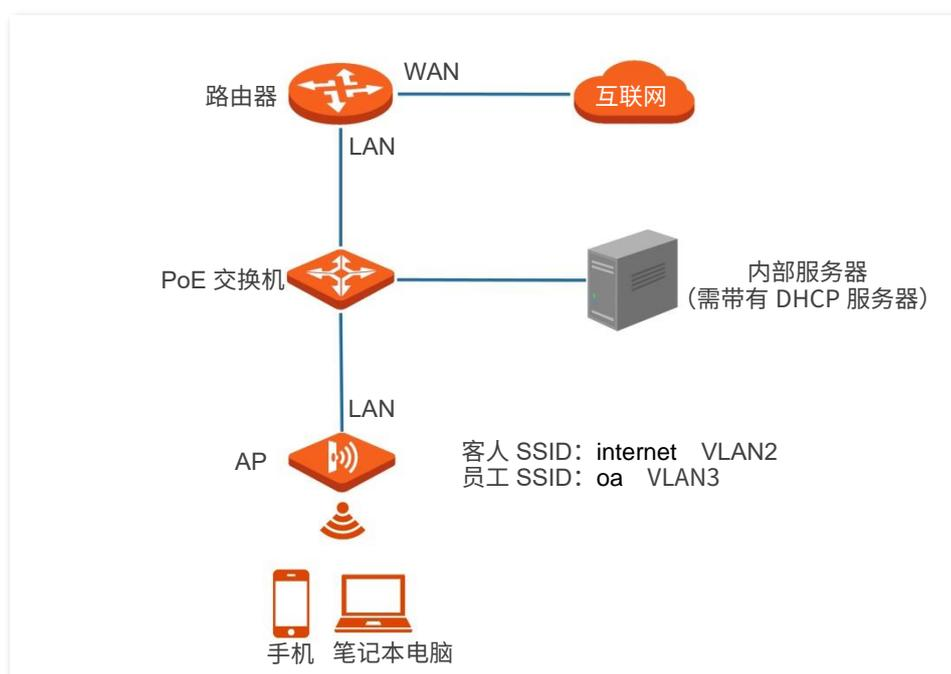 路由器
WAN
互联网
LAN
PoE 交换机
内部服务器
（需带有 DHCP 服务器）
LAN
AP
客人 SSID：internet VLAN2
员工 SSID：oa VLAN3
手机
笔记本电脑